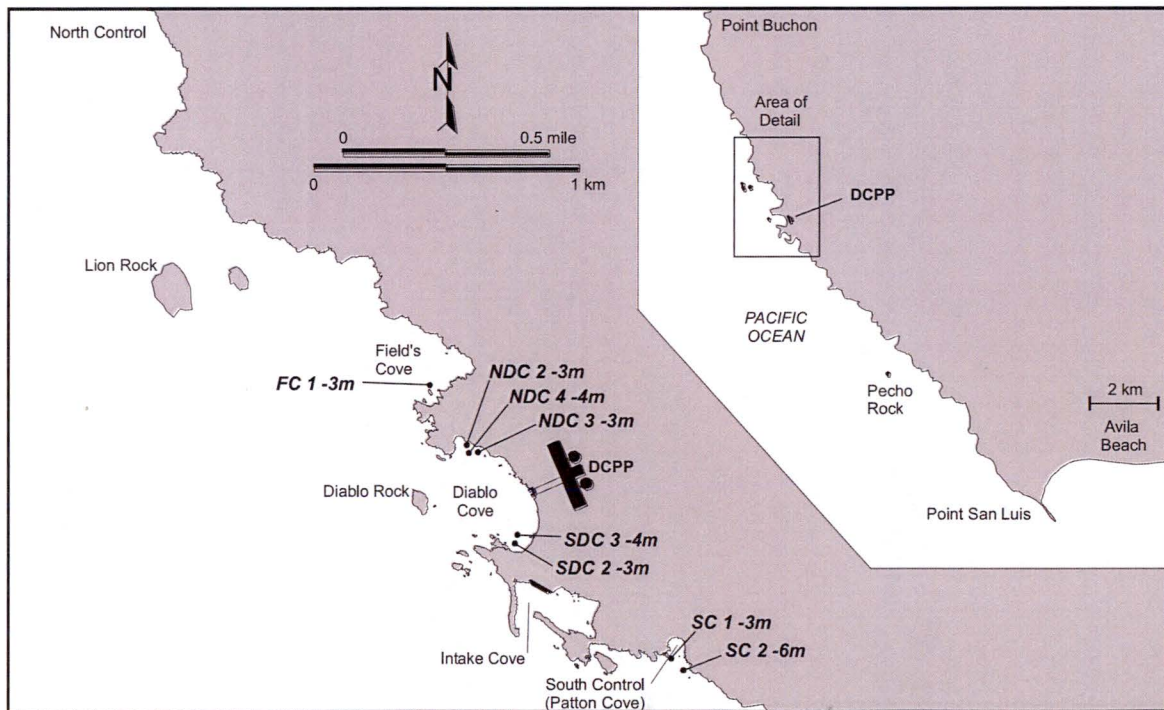 North Control
N
0
0.5 mile
0
1 km
Lion Rock
Field's
Cove
FC 1 -3m
NDC 2 -3m
NDC 4 -4m
NDC 3 -3m
DCPP
Diablo Rock
Diablo
Cove
SDC 3 -4m
SDC 2 -3m
Intake Cove
SC 1 -3m
SC 2 -6m
South Control
(Patton Cove)
Point Buchon
Area of
Detail
DCPP
PACIFIC
OCEAN
Pecho
Rock
2 km
Avila
Beach
Point San Luis